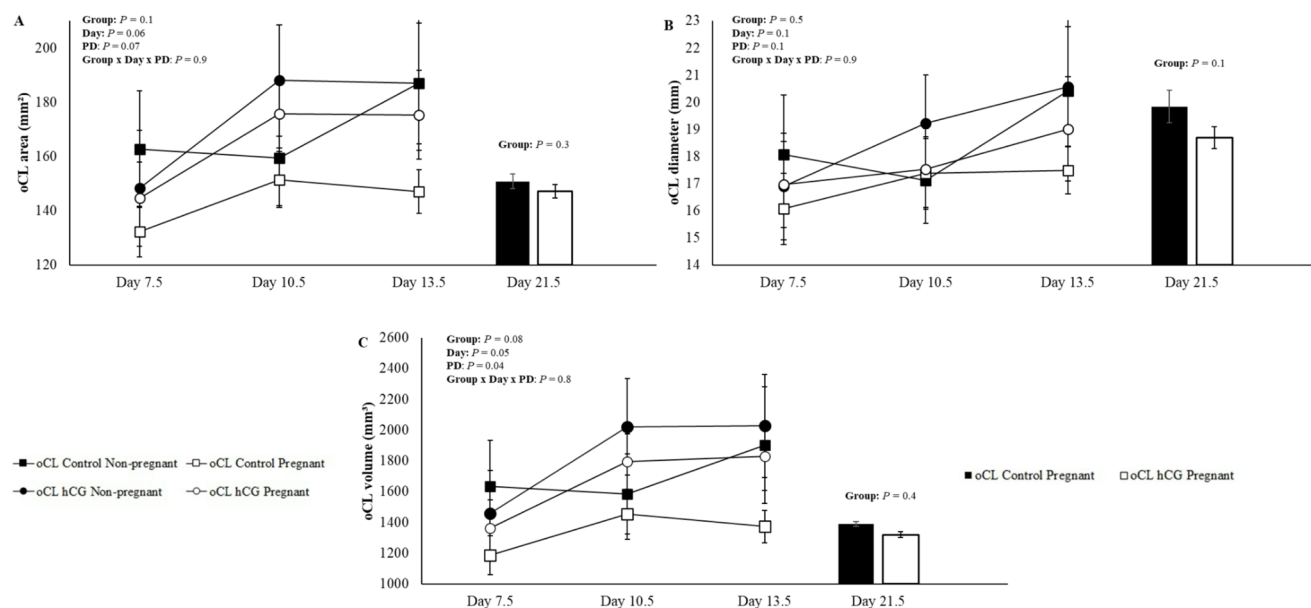 A
Group: P = 0.1
Day: P = 0.06
PD: P = 0.07
Group x Day x PD: P = 0.9
oCL area (mm²)
200
180
160
140
120
Group: P = 0.3
Day 7.5
Day 10.5
Day 13.5
Day 21.5
B
Group: P = 0.5
Day: P = 0.1
PD: P = 0.1
Group x Day x PD: P = 0.9
oCL diameter (mm)
23
22
21
20
19
18
17
16
15
14
Group: P = 0.1
Day 7.5
Day 10.5
Day 13.5
Day 21.5
C
Group: P = 0.08
Day: P = 0.05
PD: P = 0.04
Group x Day x PD: P = 0.8
oCL volume (mm³)
2600
2400
2200
2000
1800
1600
1400
1200
1000
Group: P = 0.4
Day 7.5
Day 10.5
Day 13.5
Day 21.5
oCL Control Non-pregnant
oCL Control Pregnant
oCL hCG Non-pregnant
oCL hCG Pregnant
oCL Control Pregnant
oCL hCG Pregnant